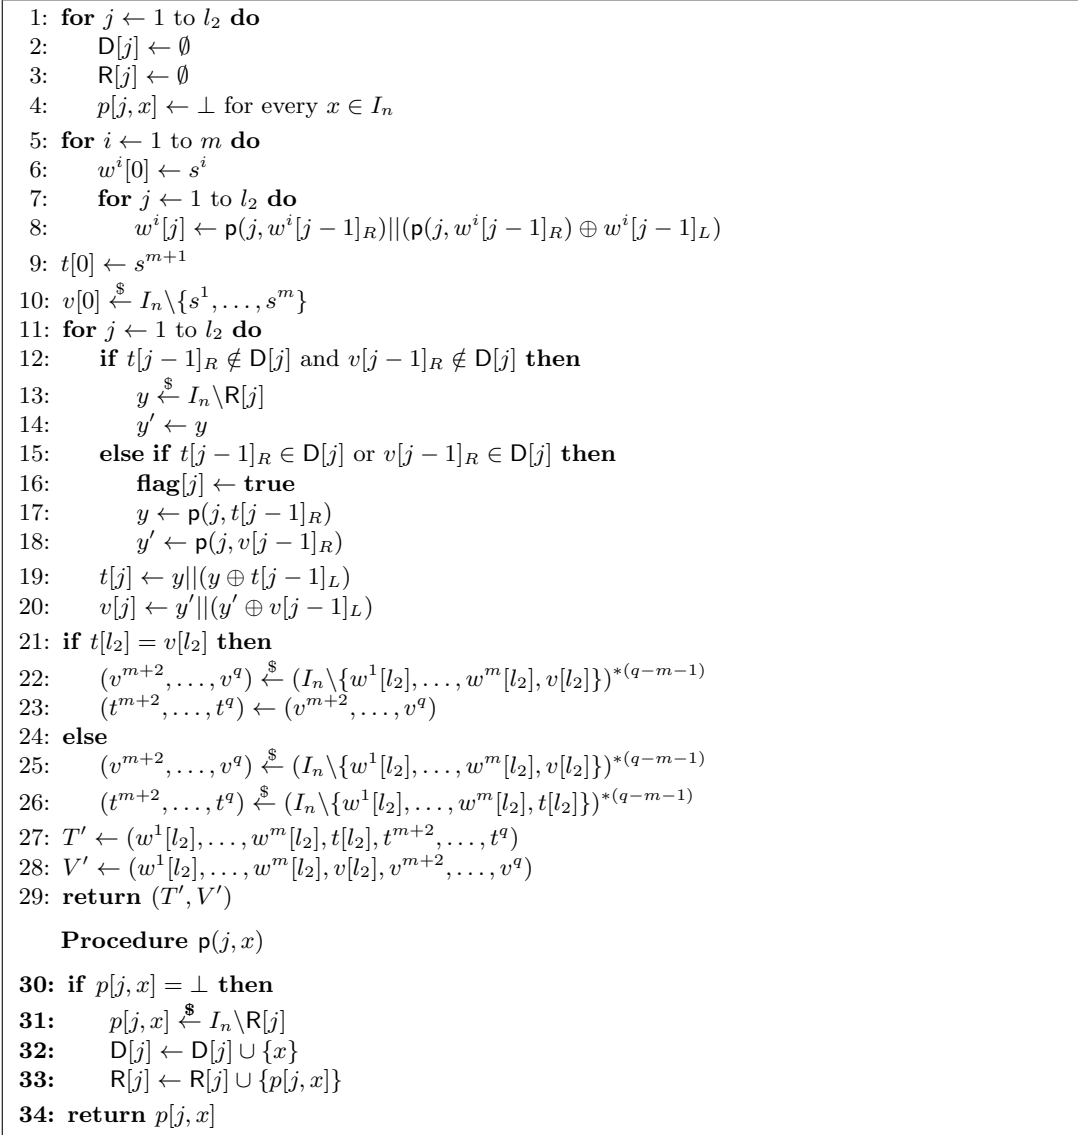 1: for j ← 1 to l₂ do
2: D[j] ← ∅
3: R[j] ← ∅
4: p[j, x] ← ⊥ for every x ∈ Iₙ
5: for i ← 1 to m do
6: wⁱ[0] ← sⁱ
7: for j ← 1 to l₂ do
8: wⁱ[j] ← p(j, wⁱ[j − 1]_R)||(p(j, wⁱ[j − 1]_R) ⊕ wⁱ[j − 1]_L)
9: t[0] ← s^{m+1}
10: v[0] ←$ Iₙ\{s¹, . . . , sᵐ}
11: for j ← 1 to l₂ do
12: if t[j − 1]_R ∉ D[j] and v[j − 1]_R ∉ D[j] then
13: y ←$ Iₙ\R[j]
14: y′ ← y
15: else if t[j − 1]_R ∈ D[j] or v[j − 1]_R ∈ D[j] then
16: flag[j] ← true
17: y ← p(j, t[j − 1]_R)
18: y′ ← p(j, v[j − 1]_R)
19: t[j] ← y||(y ⊕ t[j − 1]_L)
20: v[j] ← y′||(y′ ⊕ v[j − 1]_L)
21: if t[l₂] = v[l₂] then
22: (v^{m+2}, . . . , v^q) ←$ (Iₙ\{w¹[l₂], . . . , wᵐ[l₂], v[l₂]})^{*(q−m−1)}
23: (t^{m+2}, . . . , t^q) ← (v^{m+2}, . . . , v^q)
24: else
25: (v^{m+2}, . . . , v^q) ←$ (Iₙ\{w¹[l₂], . . . , wᵐ[l₂], v[l₂]})^{*(q−m−1)}
26: (t^{m+2}, . . . , t^q) ←$ (Iₙ\{w¹[l₂], . . . , wᵐ[l₂], t[l₂]})^{*(q−m−1)}
27: T′ ← (w¹[l₂], . . . , wᵐ[l₂], t[l₂], t^{m+2}, . . . , t^q)
28: V′ ← (w¹[l₂], . . . , wᵐ[l₂], v[l₂], v^{m+2}, . . . , v^q)
29: return (T′, V′)
Procedure p(j, x)
30: if p[j, x] = ⊥ then
31: p[j, x] ←$ Iₙ\R[j]
32: D[j] ← D[j] ∪ {x}
33: R[j] ← R[j] ∪ {p[j, x]}
34: return p[j, x]